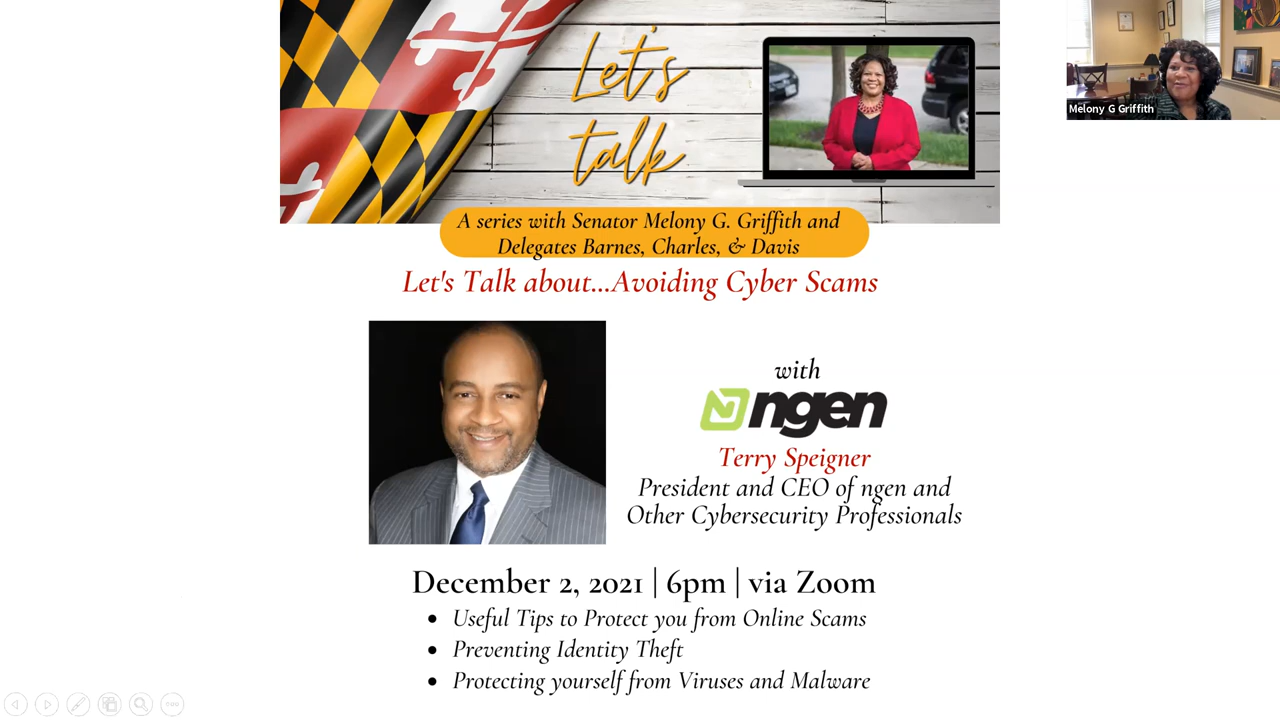 Let's
talk
Melony G Griffith
A series with Senator Melony G. Griffith and
Delegates Barnes, Charles, & Davis
Let's Talk about...Avoiding Cyber Scams
with
ngen
Terry Speigner
President and CEO of ngen and
Other Cybersecurity Professionals
December 2, 2021 | 6pm | via Zoom
• Useful Tips to Protect you from Online Scams
• Preventing Identity Theft
• Protecting yourself from Viruses and Malware